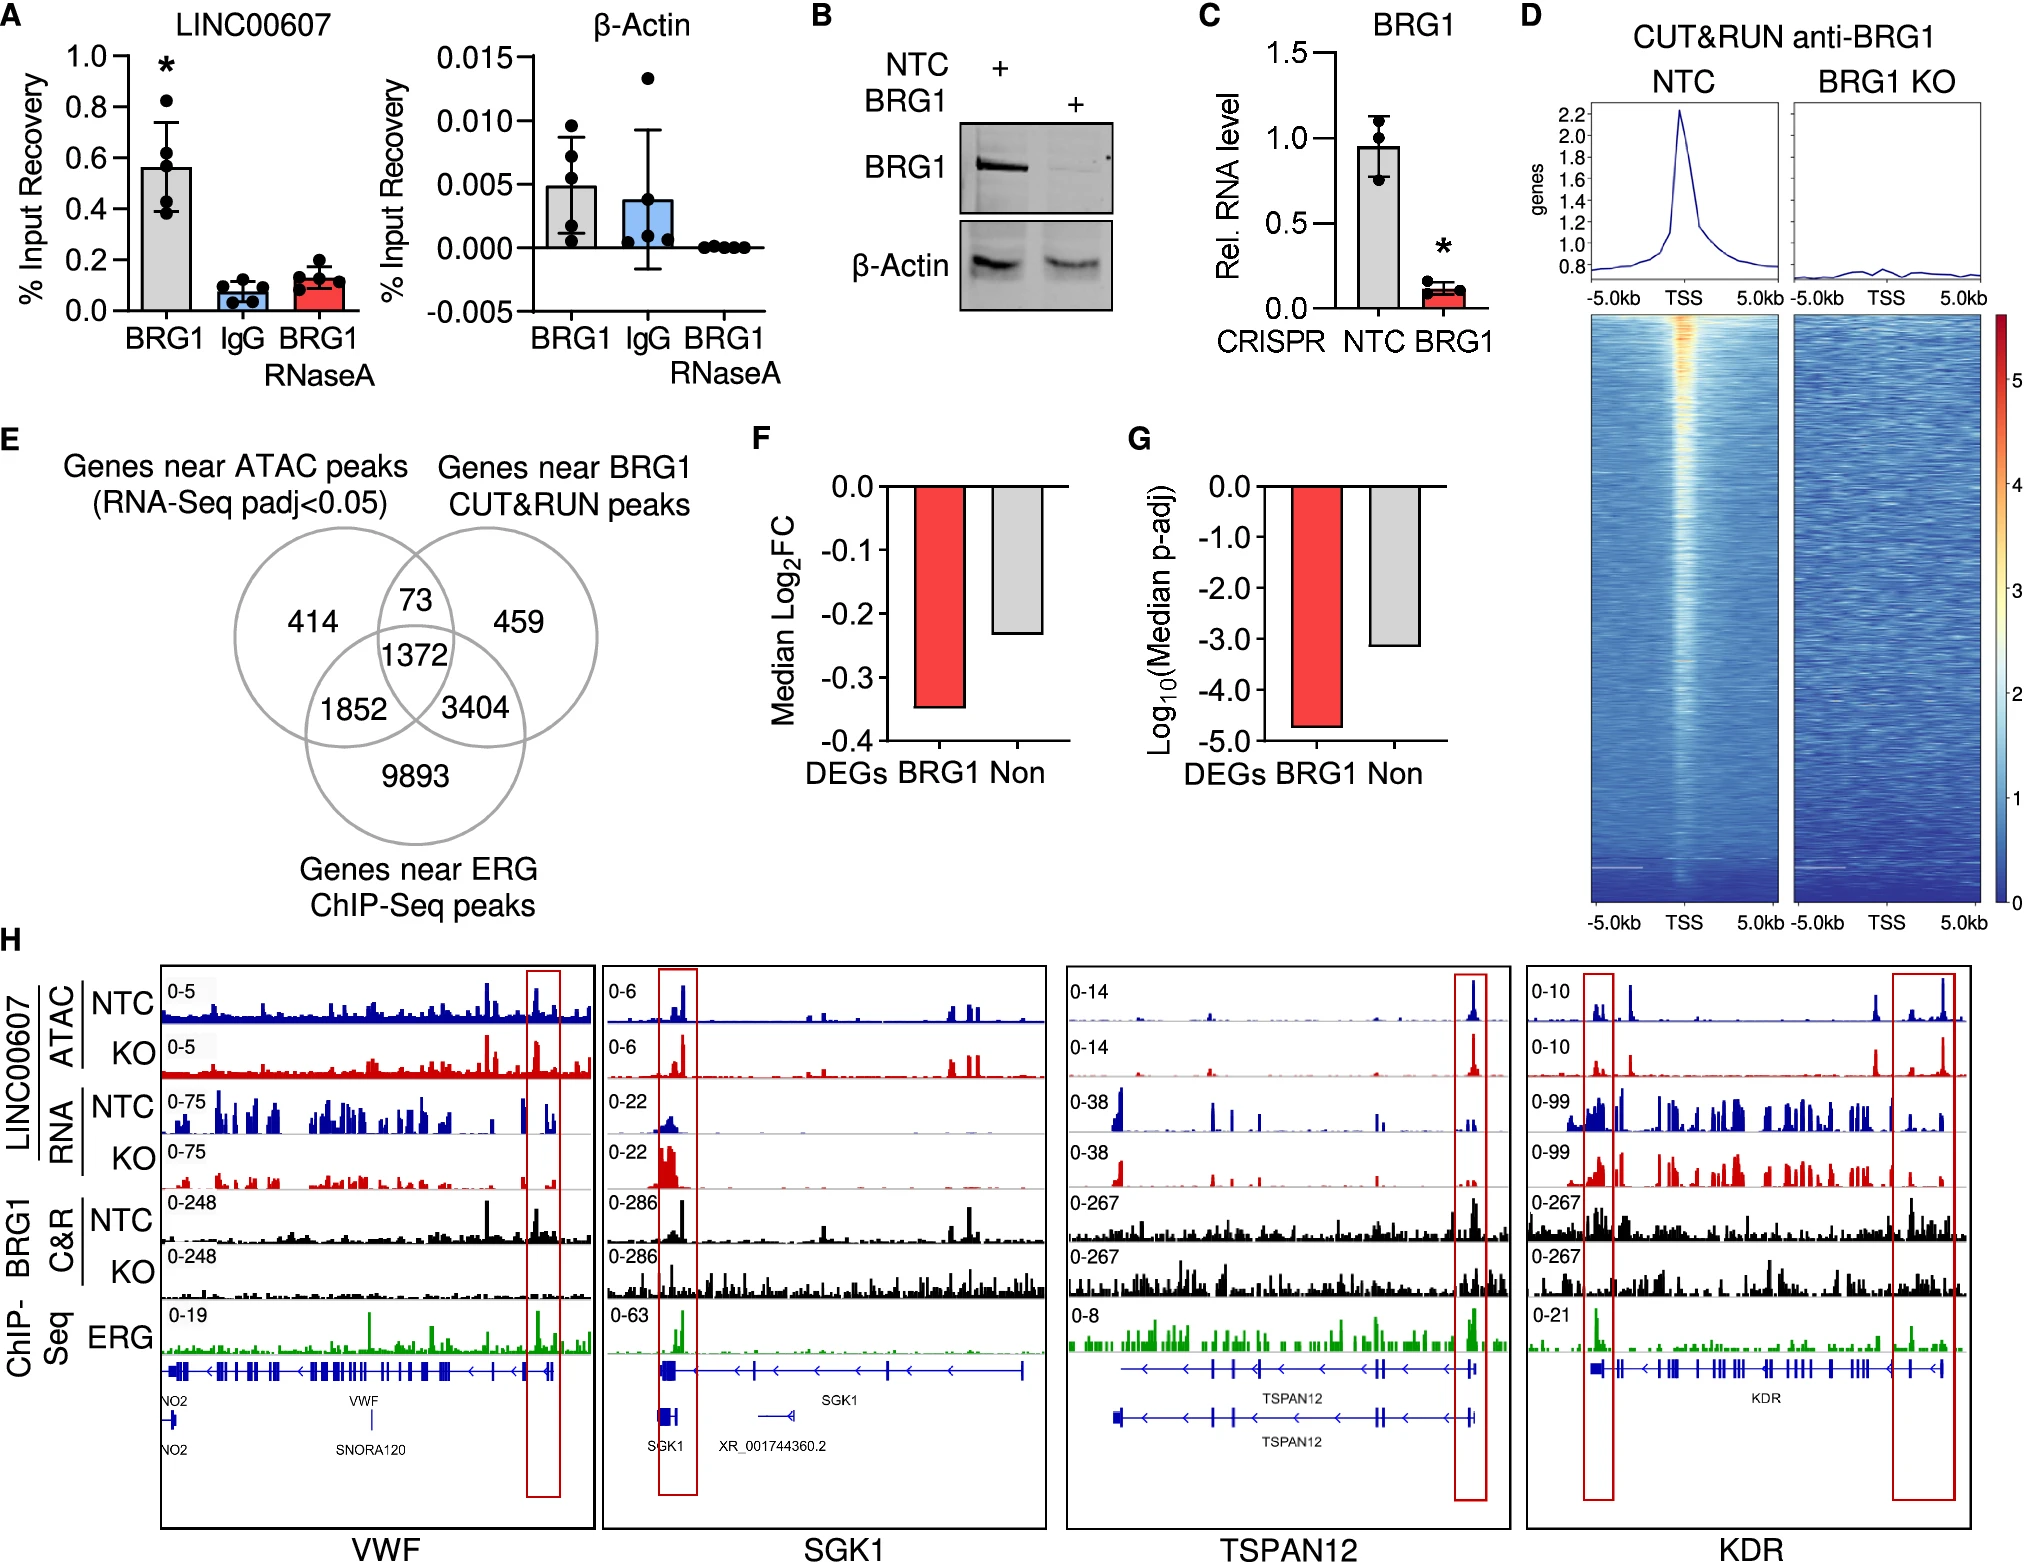 A
LINC00607
% Input Recovery
1.0
0.8
0.6
0.4
0.2
0.0
*
BRG1 IgG BRG1
RNaseA
β-Actin
% Input Recovery
0.015
0.010
0.005
0.000
-0.005
BRG1 IgG BRG1
RNaseA
B
NTC +
BRG1 +
BRG1
β-Actin
C
BRG1
Rel. RNA level
1.5
1.0
0.5
0.0
*
CRISPR NTC BRG1
D
CUT&RUN anti-BRG1
NTC BRG1 KO
genes
2.2
2.0
1.8
1.6
1.4
1.2
1.0
0.8
-5.0kb TSS 5.0kb -5.0kb TSS 5.0kb
5
4
3
2
1
0
-5.0kb TSS 5.0kb -5.0kb TSS 5.0kb
E
Genes near ATAC peaks
(RNA-Seq padj<0.05)
Genes near BRG1
CUT&RUN peaks
414
73
459
1372
1852
3404
9893
Genes near ERG
ChIP-Seq peaks
F
Median Log2FC
0.0
-0.1
-0.2
-0.3
-0.4
DEGs BRG1 Non
G
Log10(Median p-adj)
0.0
-1.0
-2.0
-3.0
-4.0
-5.0
DEGs BRG1 Non
H
LINC00607
ATAC
NTC
KO
RNA
NTC
KO
BRG1
C&R
NTC
KO
ChIP-
Seq
ERG
0-5
0-5
0-75
0-75
0-248
0-248
0-19
NO2
VWF
NO2
SNORA120
VWF
0-6
0-6
0-22
0-22
0-286
0-286
0-63
SGK1
SGK1
XR_001744360.2
SGK1
0-14
0-14
0-38
0-38
0-267
0-267
0-8
TSPAN12
TSPAN12
TSPAN12
0-10
0-10
0-99
0-99
0-267
0-267
0-21
KDR
KDR